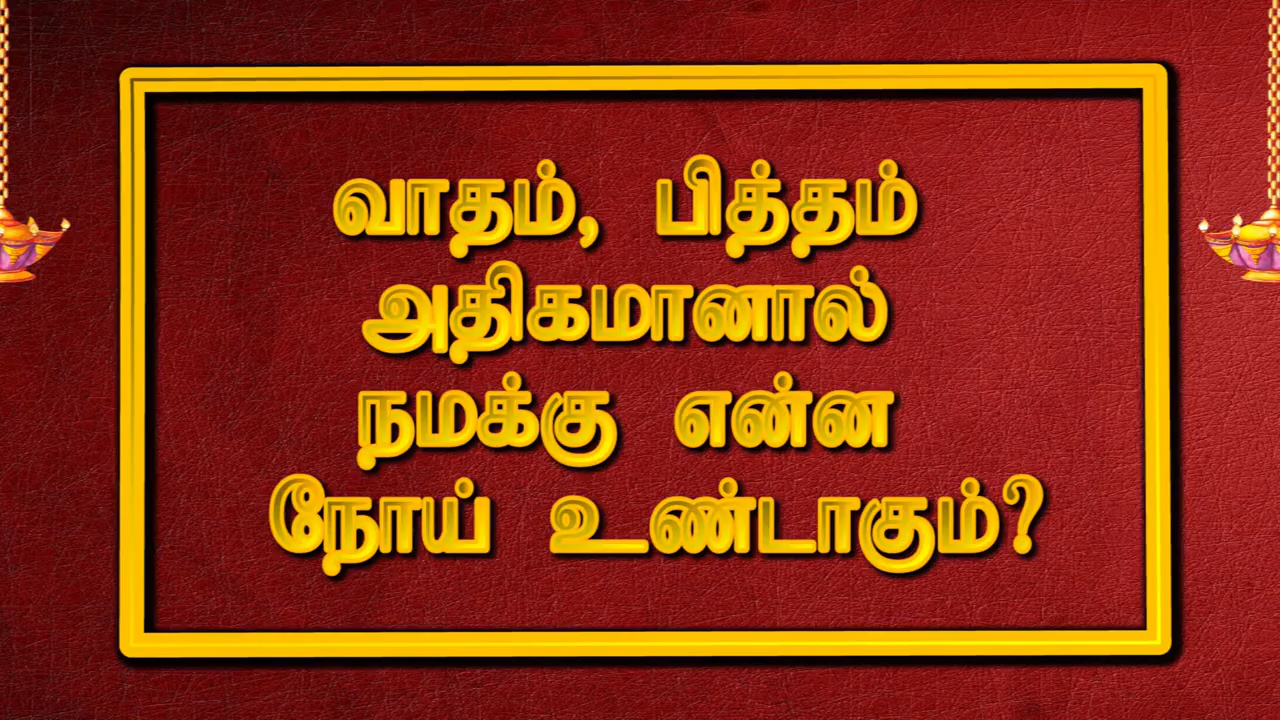 வாதம், பித்தம்
அதிகமானால்
நமக்கு என்ன
நோய் உண்டாகும்?